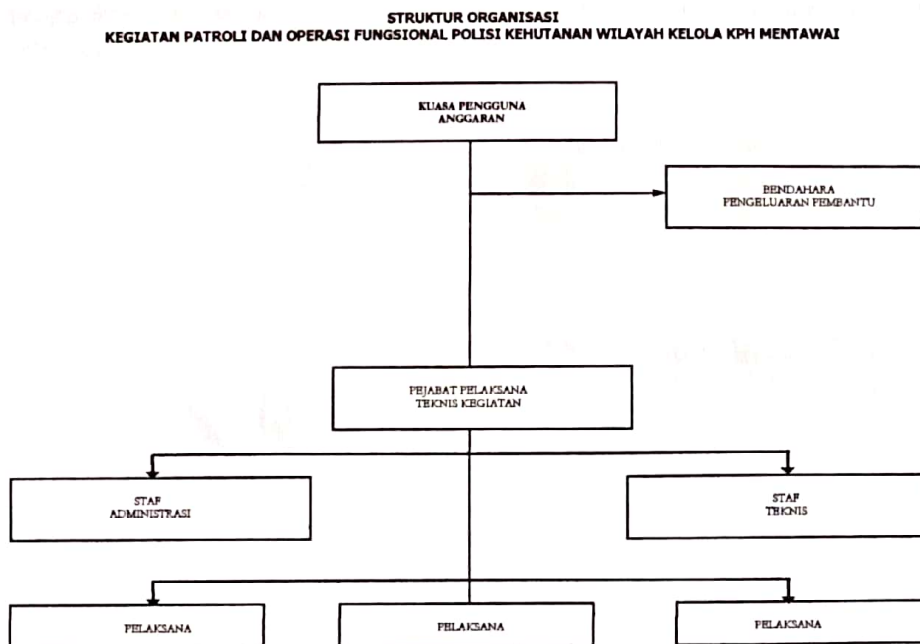 STRUKTUR ORGANISASI
KEGIATAN PATROLI DAN OPERASI FUNGSIONAL POLISI KEHUTANAN WILAYAH KELOLA KPH MENTAWAI
KUASA PENGGUNA
ANGGARAN
BENDAHARA
PENGELUARAN PEMBANTU
PEJABAT PELAKSANA
TEKNIS KEGIATAN
STAF
ADMINISTRASI
STAF
TEKNIS
PELAKSANA
PELAKSANA
PELAKSANA